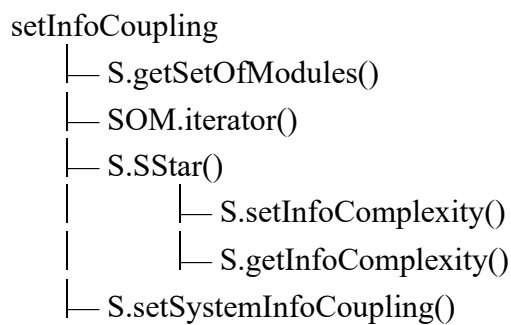 setInfoCoupling
├── S.getSetOfModules()
├── SOM.iterator()
├── S.SStar()
│ ├── S.setInfoComplexity()
│ ├── S.getInfoComplexity()
├── S.setSystemInfoCoupling()